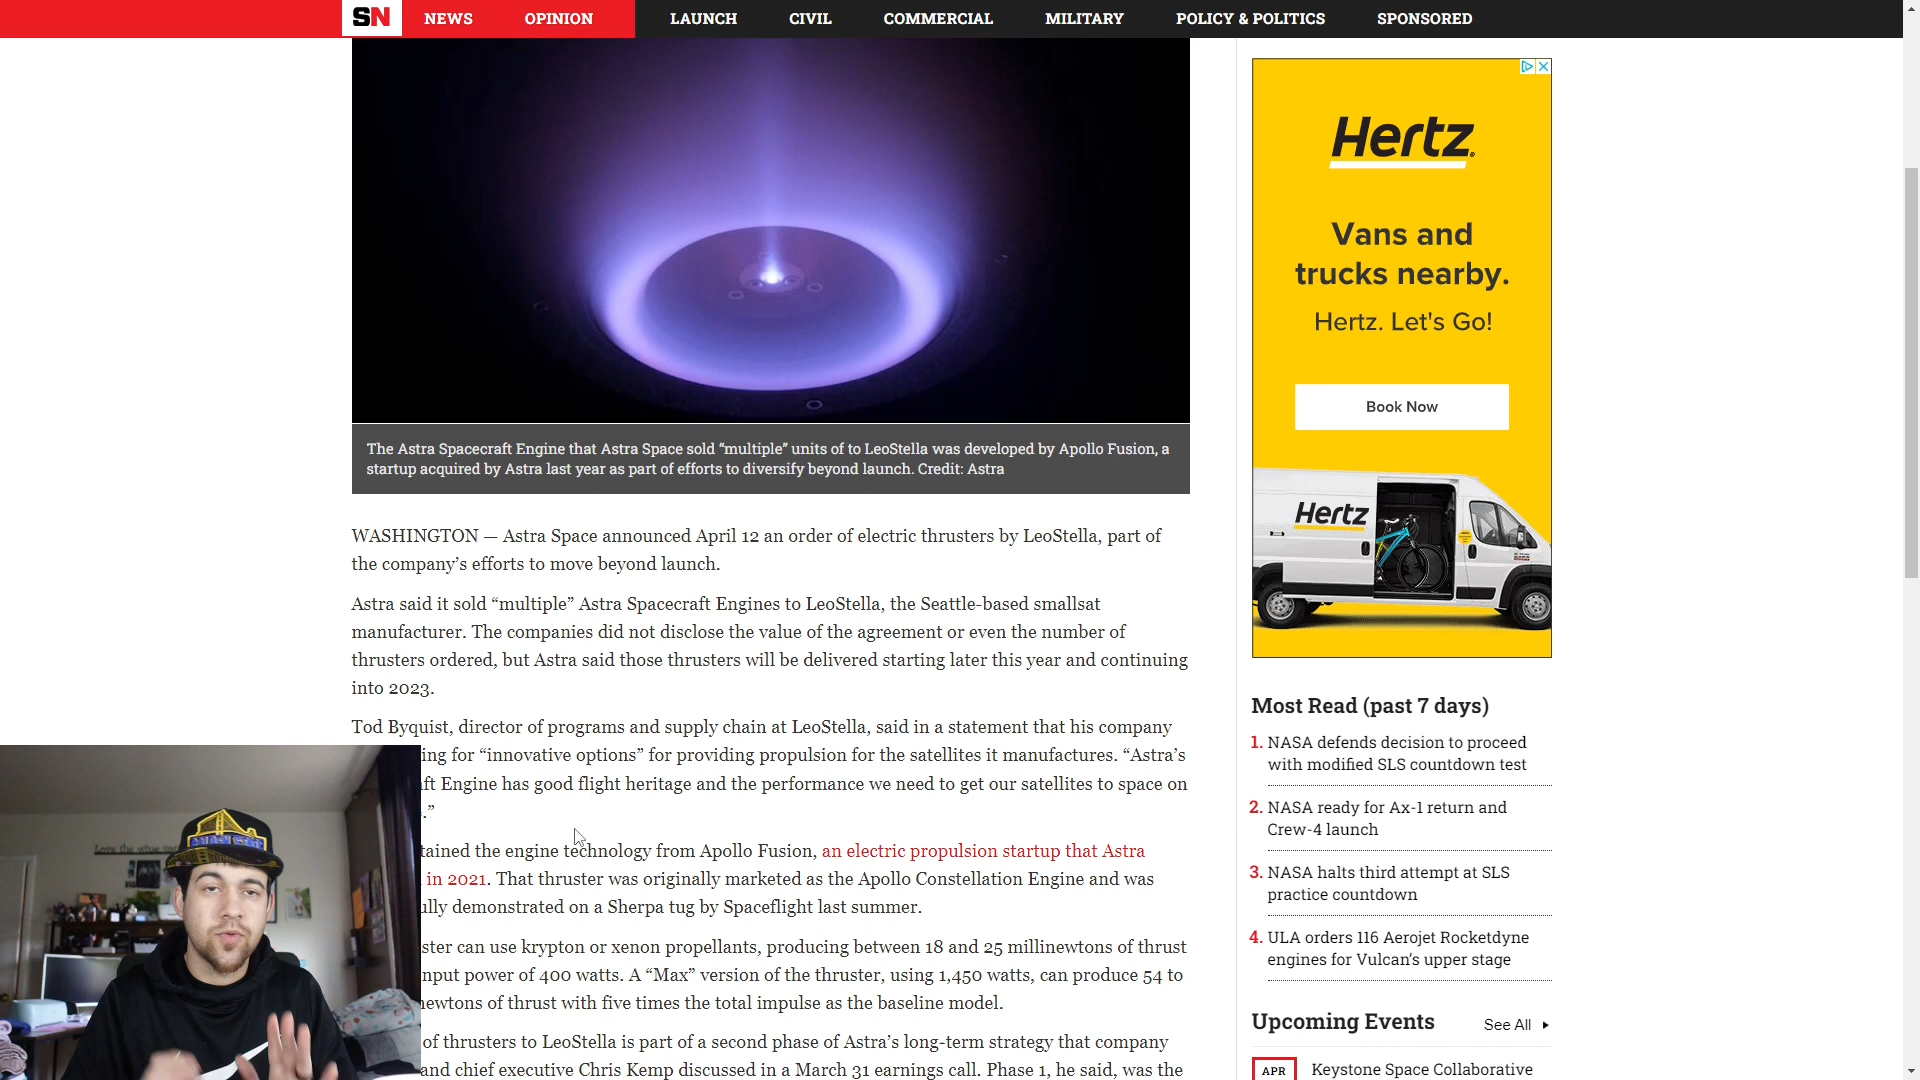 SN
NEWS
OPINION
LAUNCH
CIVIL
COMMERCIAL
MILITARY
POLICY & POLITICS
SPONSORED
The Astra Spacecraft Engine that Astra Space sold “multiple” units of to LeoStella was developed by Apollo Fusion, a
startup acquired by Astra last year as part of efforts to diversify beyond launch. Credit: Astra
WASHINGTON — Astra Space announced April 12 an order of electric thrusters by LeoStella, part of
the company’s efforts to move beyond launch.
Astra said it sold “multiple” Astra Spacecraft Engines to LeoStella, the Seattle-based smallsat
manufacturer. The companies did not disclose the value of the agreement or even the number of
thrusters ordered, but Astra said those thrusters will be delivered starting later this year and continuing
into 2023.
Tod Byquist, director of programs and supply chain at LeoStella, said in a statement that his company
ing for “innovative options” for providing propulsion for the satellites it manufactures. “Astra’s
ft Engine has good flight heritage and the performance we need to get our satellites to space on
.”
tained the engine technology from Apollo Fusion, an electric propulsion startup that Astra
in 2021. That thruster was originally marketed as the Apollo Constellation Engine and was
ully demonstrated on a Sherpa tug by Spaceflight last summer.
ster can use krypton or xenon propellants, producing between 18 and 25 millinewtons of thrust
nput power of 400 watts. A “Max” version of the thruster, using 1,450 watts, can produce 54 to
ewtons of thrust with five times the total impulse as the baseline model.
of thrusters to LeoStella is part of a second phase of Astra’s long-term strategy that company
and chief executive Chris Kemp discussed in a March 31 earnings call. Phase 1, he said, was the
GOLDEN STATE
Hertz
Vans and
trucks nearby.
Hertz. Let's Go!
Book Now
Hertz
Most Read (past 7 days)
1. NASA defends decision to proceed
with modified SLS countdown test
2. NASA ready for Ax-1 return and
Crew-4 launch
3. NASA halts third attempt at SLS
practice countdown
4. ULA orders 116 Aerojet Rocketdyne
engines for Vulcan’s upper stage
Upcoming Events
See All
APR
Keystone Space Collaborative